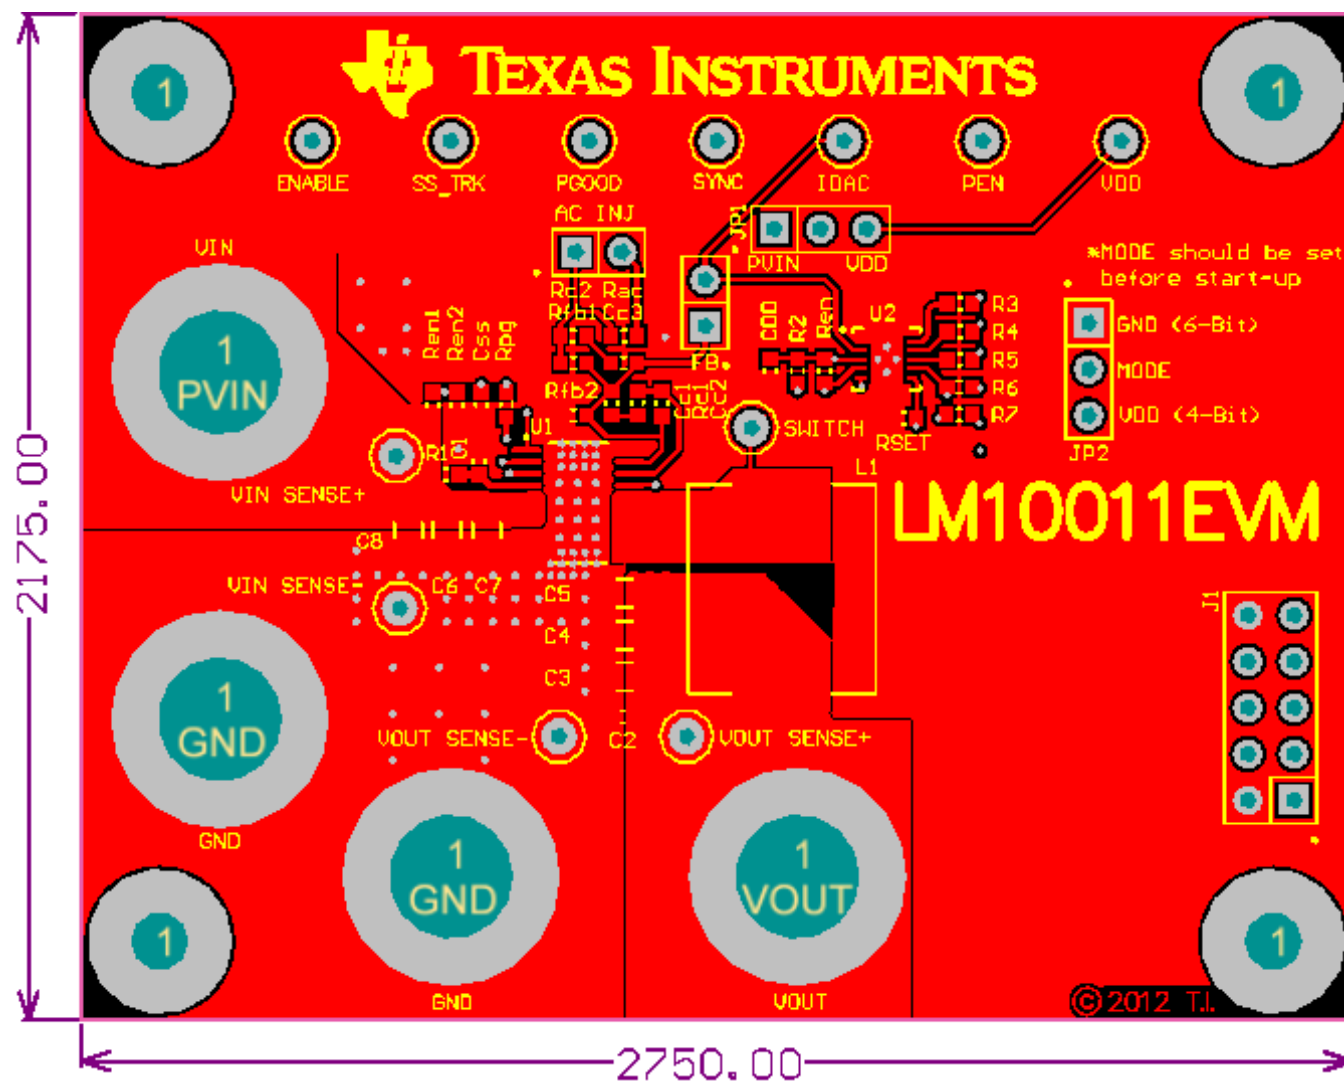 TEXAS INSTRUMENTS
1
1
ENABLE
SS_TRK
PGOOD
SYNC
IDAC
PEN
VDD
AC INJ
JP1
PVIN
VDD
*MODE should be set
before start-up
VIN
1
PVIN
Rc2 Rac
Rfb1 Cc3
Ren1
Ren2
Css
Rpg
Rfb2
Cc1
Rc1
Cc2
FB
CDD
R2
Ren
U2
R3
R4
R5
R6
R7
RSET
GND (6-Bit)
MODE
VDD (4-Bit)
JP2
U1
R1
C1
SWITCH
L1
VIN SENSE+
LM10011EVM
C8
VIN SENSE-
C6 C7
C5
C4
C3
C2
J1
1
GND
GND
VOUT SENSE-
VOUT SENSE+
1
GND
GND
1
VOUT
VOUT
1
1
© 2012 T.I.
2175.00
2750.00